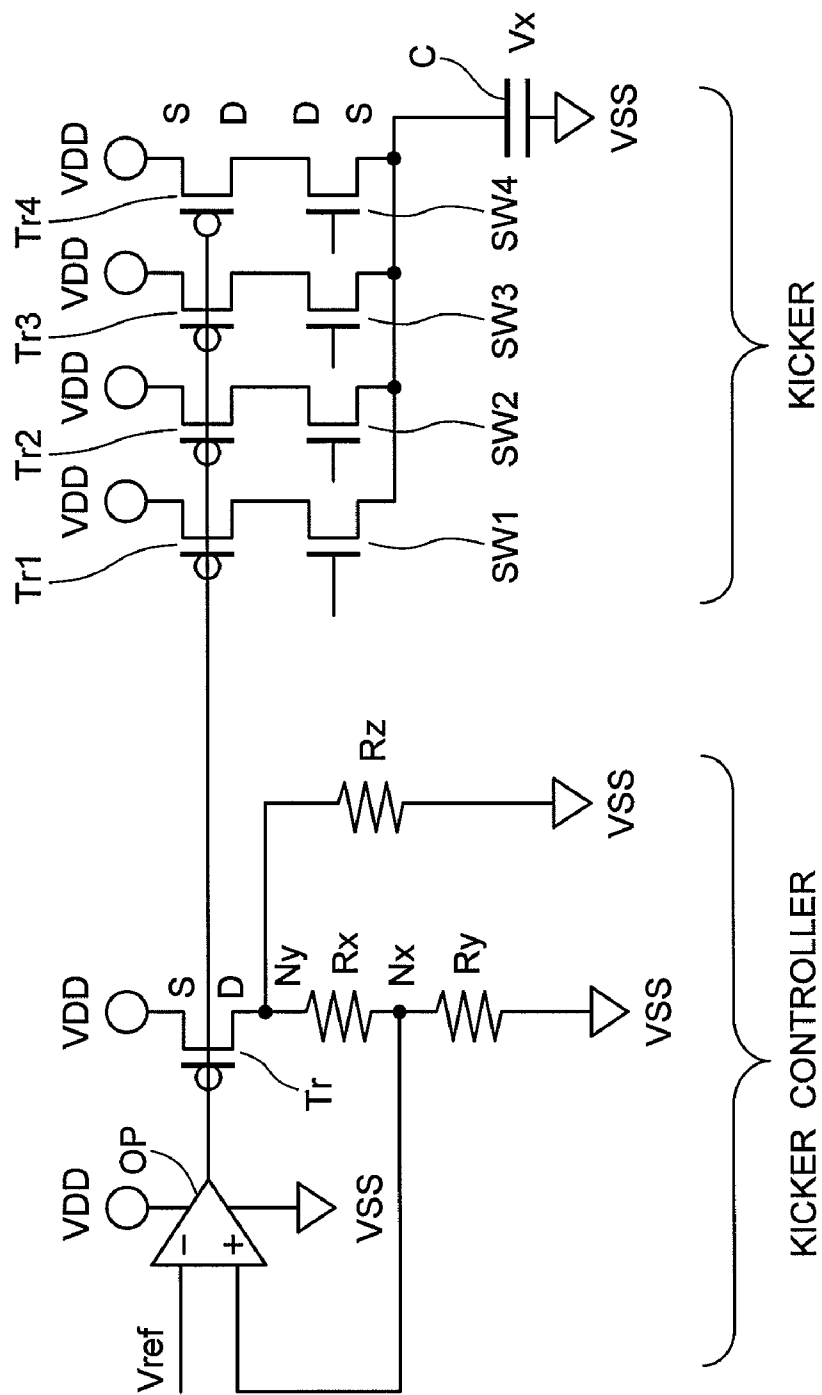 VDD
Tr1
VDD
Tr2
VDD
Tr3
VDD
Tr4
S
D
D
S
SW1
SW2
SW3
SW4
C
Vx
VSS
KICKER
Vref
VDD
OP
−
+
VSS
VDD
S
D
Tr
Ny
Rx
Nx
Ry
VSS
Rz
VSS
KICKER CONTROLLER